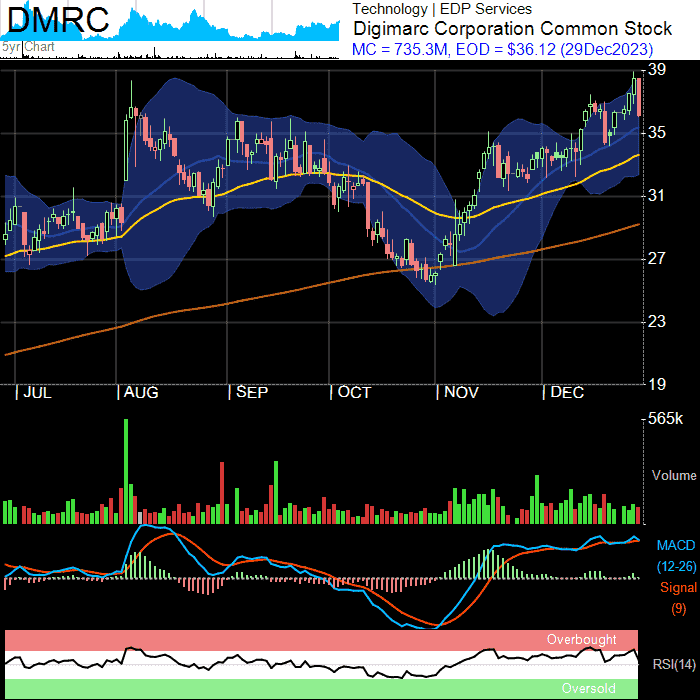 DMRC
Technology | EDP Services
Digimarc Corporation Common Stock
MC = 735.3M, EOD = $36.12 (29Dec2023)
5yr Chart
39
35
31
27
23
19
JUL AUG SEP OCT NOV DEC
565k
Volume
MACD
(12-26)
Signal
(9)
Overbought
RSI(14)
Oversold